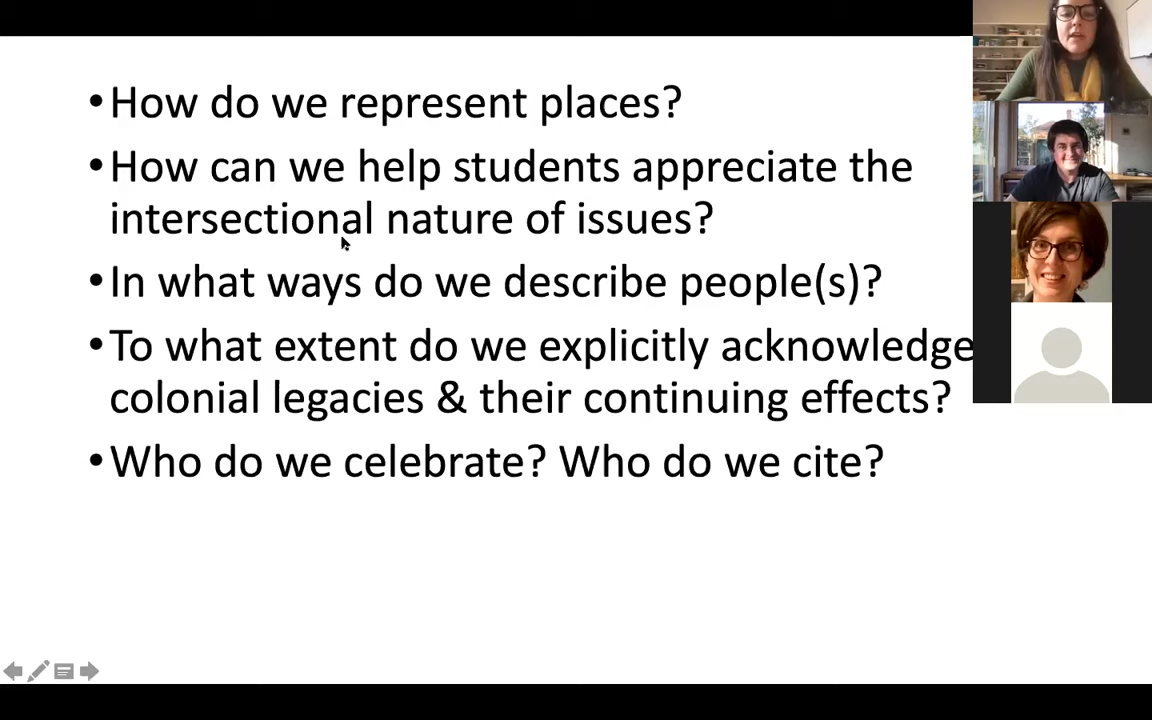 •How do we represent places?
•How can we help students appreciate the
intersectional nature of issues?
•In what ways do we describe people(s)?
•To what extent do we explicitly acknowledge
colonial legacies & their continuing effects?
•Who do we celebrate? Who do we cite?